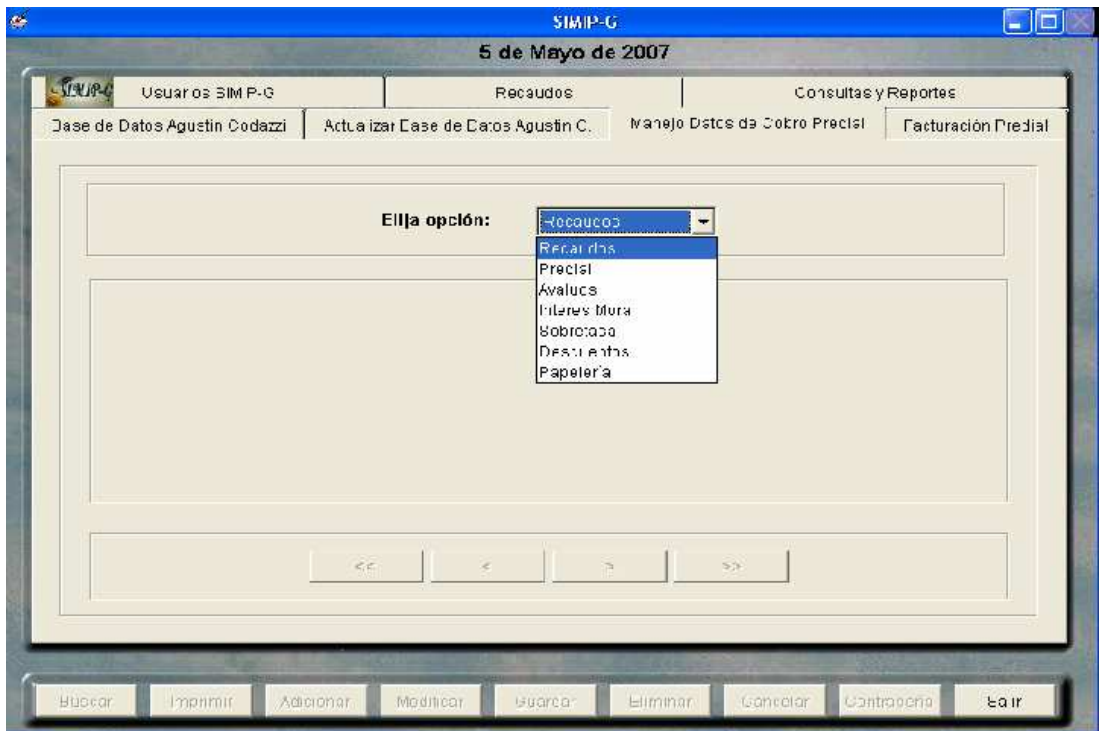 SIMIP-G
5 de Mayo de 2007
SIMIP-G Usuarios SIMIP-G Recaudos Consultas y Reportes
Base de Datos Agustin Codazzi Actualizar Base de Datos Agustin C. Manejo Datos de Cobro Predial Facturación Predial
Elija opción: Recaudos
Recaudos
Predial
Avaluos
Interes Mora
Sobretasa
Descuentos
Papelería
<< < > >>
Buscar Imprimir Adicionar Modificar Guardar Eliminar Cancelar Contraseña Salir